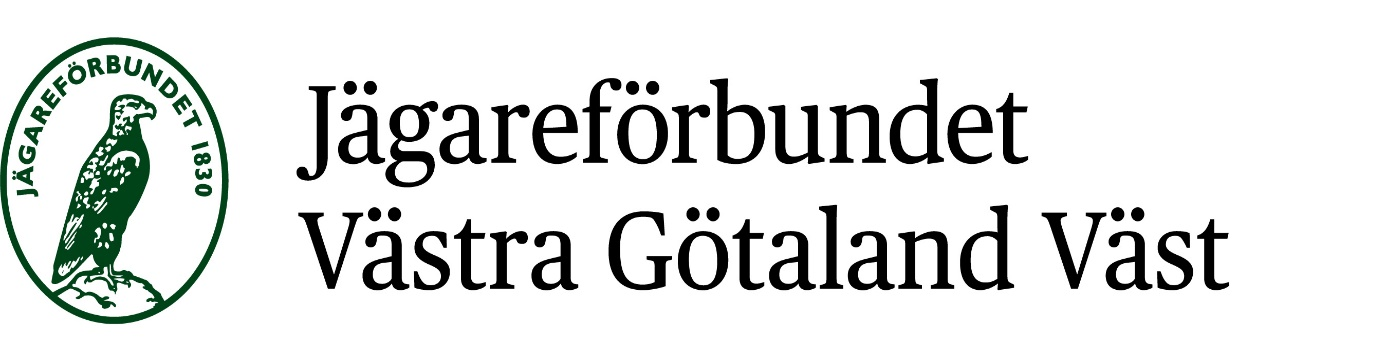 JÄGAREFÖRBUNDET 1830
Jägareförbundet
Västra Götaland Väst